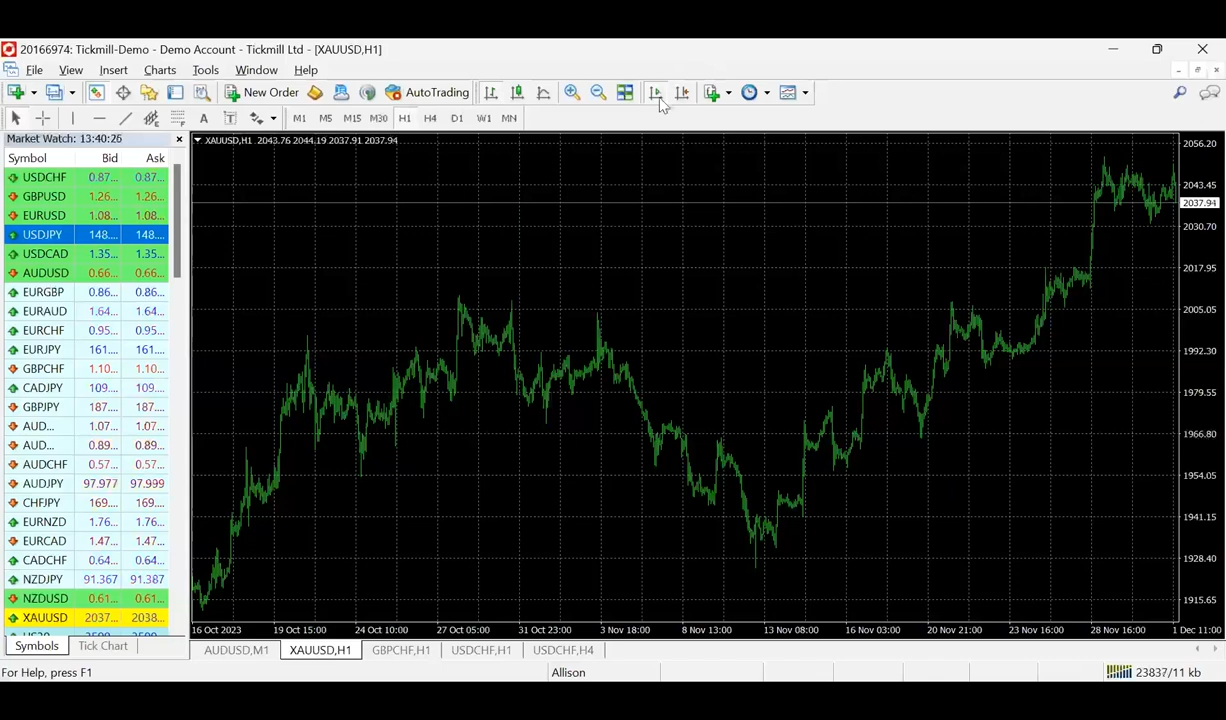 20166974: Tickmill-Demo - Demo Account - Tickmill Ltd - [XAUUSD,H1]
File View Insert Charts Tools Window Help
New Order AutoTrading
A T M1 M5 M15 M30 H1 H4 D1 W1 MN
Market Watch: 13:40:26
Symbol Bid Ask
USDCHF 0.87... 0.87...
GBPUSD 1.26... 1.26...
EURUSD 1.08... 1.08...
USDJPY 148.... 148....
USDCAD 1.35... 1.35...
AUDUSD 0.66... 0.66...
EURGBP 0.86... 0.86...
EURAUD 1.64... 1.64...
EURCHF 0.95... 0.95...
EURJPY 161.... 161....
GBPCHF 1.10... 1.10...
CADJPY 109.... 109....
GBPJPY 187.... 187....
AUD... 1.07... 1.07...
AUD... 0.89... 0.89...
AUDCHF 0.57... 0.57...
AUDJPY 97.977 97.999
CHFJPY 169.... 169....
EURNZD 1.76... 1.76...
EURCAD 1.47... 1.47...
CADCHF 0.64... 0.64...
NZDJPY 91.367 91.387
NZDUSD 0.61... 0.61...
XAUUSD 2037... 2038...
Symbols Tick Chart
XAUUSD,H1 2043.76 2044.19 2037.91 2037.94
2056.20
2043.45
2037.94
2030.70
2017.95
2005.05
1992.30
1979.55
1966.80
1954.05
1941.15
1928.40
1915.65
16 Oct 2023 19 Oct 15:00 24 Oct 10:00 27 Oct 05:00 31 Oct 23:00 3 Nov 18:00 8 Nov 13:00 13 Nov 08:00 16 Nov 03:00 20 Nov 21:00 23 Nov 16:00 28 Nov 16:00 1 Dec 11:00
AUDUSD,M1 XAUUSD,H1 GBPCHF,H1 USDCHF,H1 USDCHF,H4
For Help, press F1 Allison 23837/11 kb